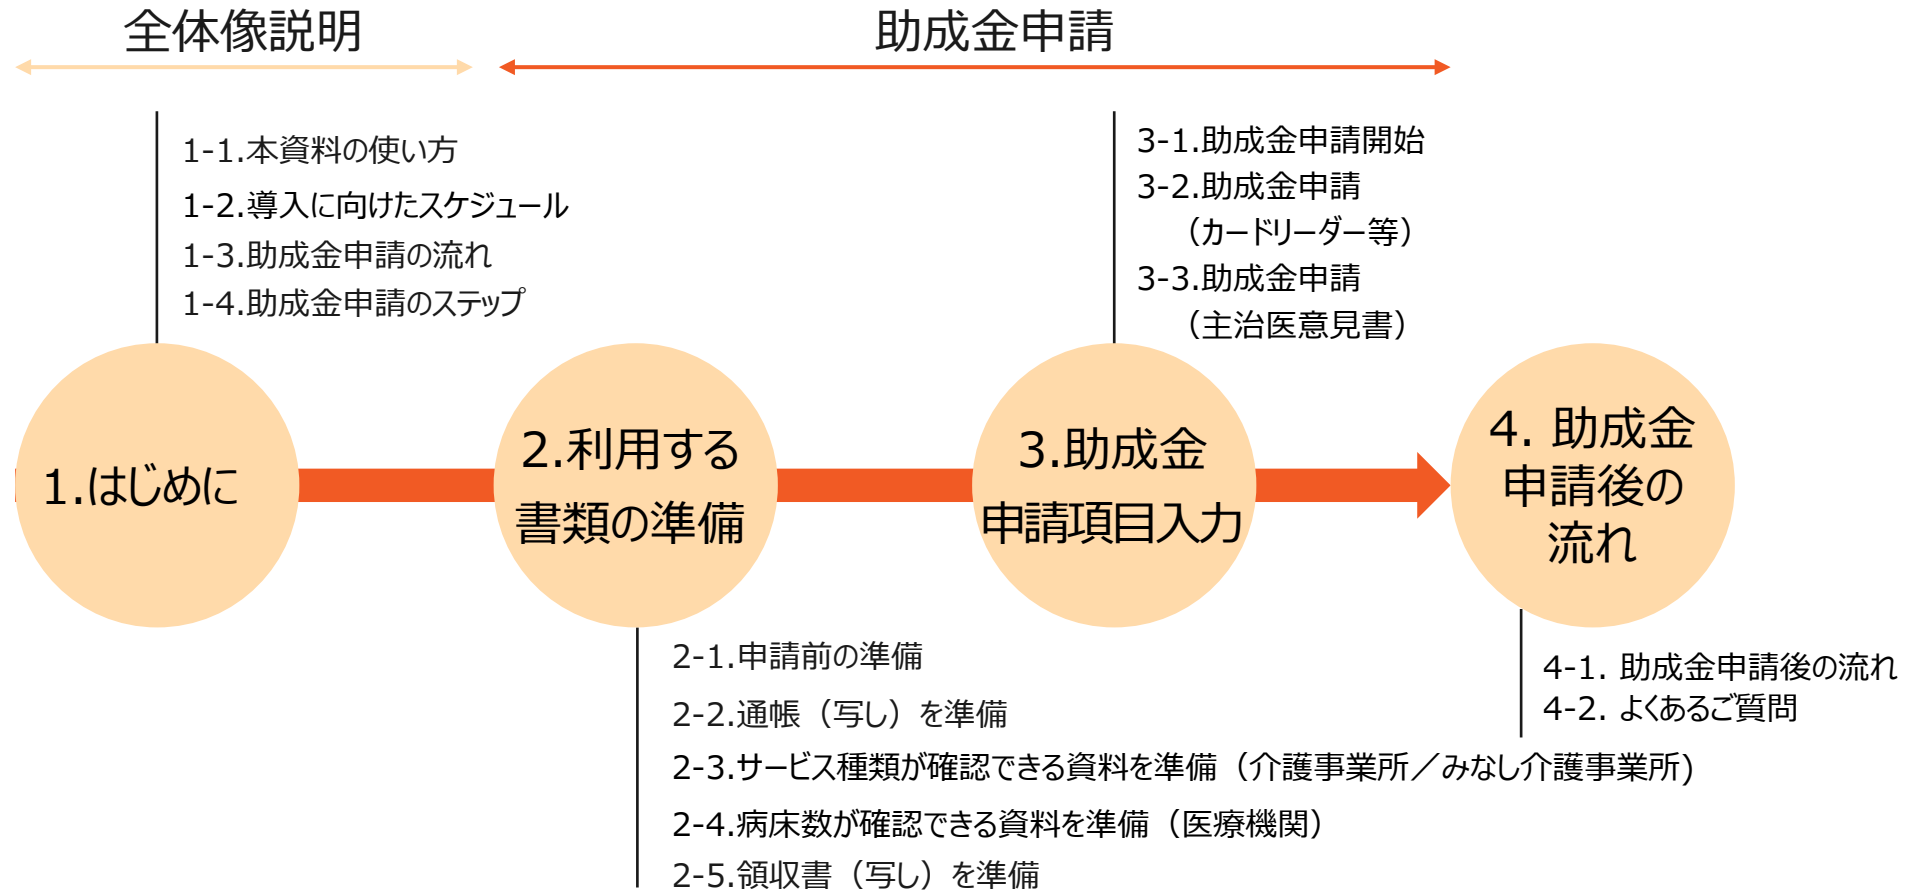 全体像説明
助成金申請
1-1.本資料の使い方
1-2.導入に向けたスケジュール
1-3.助成金申請の流れ
1-4.助成金申請のステップ
3-1.助成金申請開始
3-2.助成金申請
（カードリーダー等）
3-3.助成金申請
（主治医意見書）
1.はじめに
2.利用する
書類の準備
3.助成金
申請項目入力
4. 助成金
申請後の
流れ
2-1.申請前の準備
2-2.通帳（写し）を準備
2-3.サービス種類が確認できる資料を準備（介護事業所／みなし介護事業所)
2-4.病床数が確認できる資料を準備（医療機関）
2-5.領収書（写し）を準備
4-1. 助成金申請後の流れ
4-2. よくあるご質問